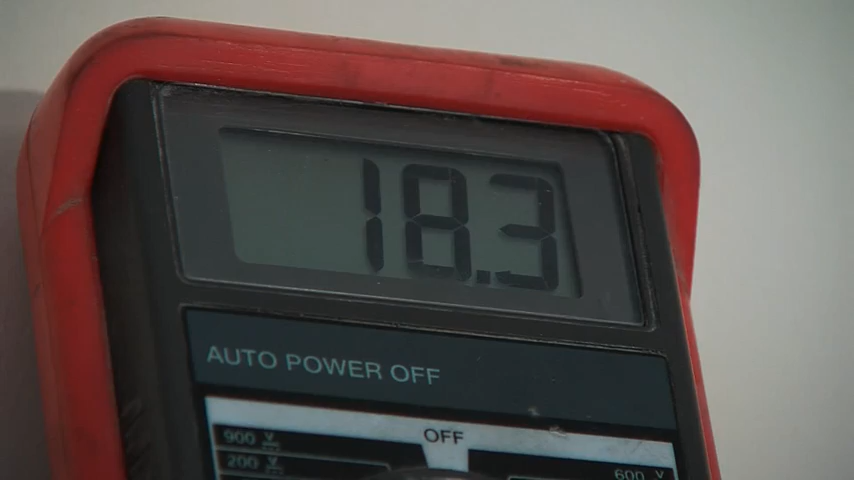 18.3
AUTO POWER OFF
OFF
900 V
200 V
600 V